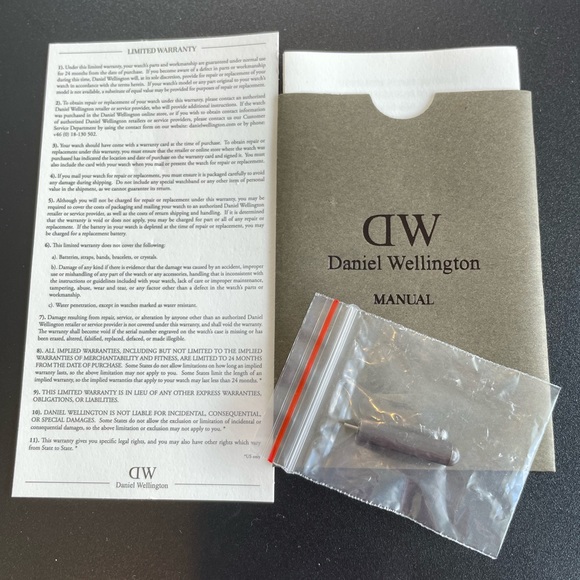 LIMITED WARRANTY
1). Under this limited warranty, your watch's parts and workmanship are guaranteed under normal use
for 24 months from the date of purchase. If you become aware of a defect in parts or workmanship
during this time, Daniel Wellington will, at its sole discretion, provide for repair or replacement of your
watch in accordance with the terms herein. If your watch's model or any part original to your watch's
model is not available, a substitute of equal value may be provided for purposes of repair or replacement.
2). To obtain repair or replacement of your watch under this warranty, please contact an authorized
Daniel Wellington retailer or service provider, who will provide additional instructions. If the watch
was purchased in the Daniel Wellington online store, or if you wish to obtain contact information
of authorized Daniel Wellington retailers or service providers, please contact us our Customer
Service Department by using the contact from on our website: danielwellington.com or by phone:
+46 (0) 18-130 502.
3). Your watch should have come with a warranty card at the time of purchase. To obtain repair or
replacement under this warranty, you must ensure that the retailer or online store where the watch was
purchased has indicated the location and date of purchase on the warranty card and signed it. You must
also include the card with your watch when you mail or present the watch for repair or replacement.
4). If you mail your watch for repair or replacement, you must ensure it is packaged carefully to avoid
any damage during shipping. Do not include any special watchband or any other item of personal
value in the shipment, as we cannot guarantee its return.
5). Although you will not be charged for repair or replacement under this warranty, you may be
required to cover the costs of packaging and mailing your watch to an authorized Daniel Wellington
retailer or service provider, as well as the costs of return shipping and handling. If it is determined
that the warranty is void or does not apply, you may be charged for part or all of any repair or
replacement. If the battery in your watch is depleted at the time of repair or replacement, you may
be charged for a replacement battery.
6). This limited warranty does not cover the following:
a). Batteries, straps, bands, bracelets, or crystals.
b). Damage of any kind if there is evidence that the damage was caused by an accident, improper
use or mishandling of any part of the watch or any accessories, handling that is inconsistent with
the instructions or guidelines included with your watch, lack of care or improper maintenance,
tampering, abuse, wear and tear, or any factor other than a defect in the watch's parts or
workmanship.
c). Water penetration, except in watches marked as water resistant.
7). Damage resulting from repair, service, or alteration by anyone other than an authorized Daniel
Wellington retailer or service provider is not covered under this warranty, and shall void the warranty.
The warranty shall become void if the serial number engraved on the watch's case is missing or has
been erased, altered, falsified, replaced, defaced, or made illegible.
8). ALL IMPLIED WARRANTIES, INCLUDING BUT NOT LIMITED TO THE IMPLIED
WARRANTIES OF MERCHANTABILITY AND FITNESS, ARE LIMITED TO 24 MONTHS
FROM THE DATE OF PURCHASE. Some States do not allow limitations on how long an implied
warranty lasts, so the above limitation may not apply to you. Some States limit the length of an
implied warranty, so the implied warranties that apply to your watch may last less than 24 months. *
9). THIS LIMITED WARRANTY IS IN LIEU OF ANY OTHER EXPRESS WARRANTIES,
OBLIGATIONS, OR LIABILITIES.
10). DANIEL WELLINGTON IS NOT LIABLE FOR INCIDENTAL, CONSEQUENTIAL,
OR SPECIAL DAMAGES. Some States do not allow the exclusion or limitation of incidental or
consequential damages, so the above limitation or exclusion may not apply to you. *
11). This warranty gives you specific legal rights, and you may also have other rights which vary
from State to State. *
*US only
DW
Daniel Wellington
DW
Daniel Wellington
MANUAL